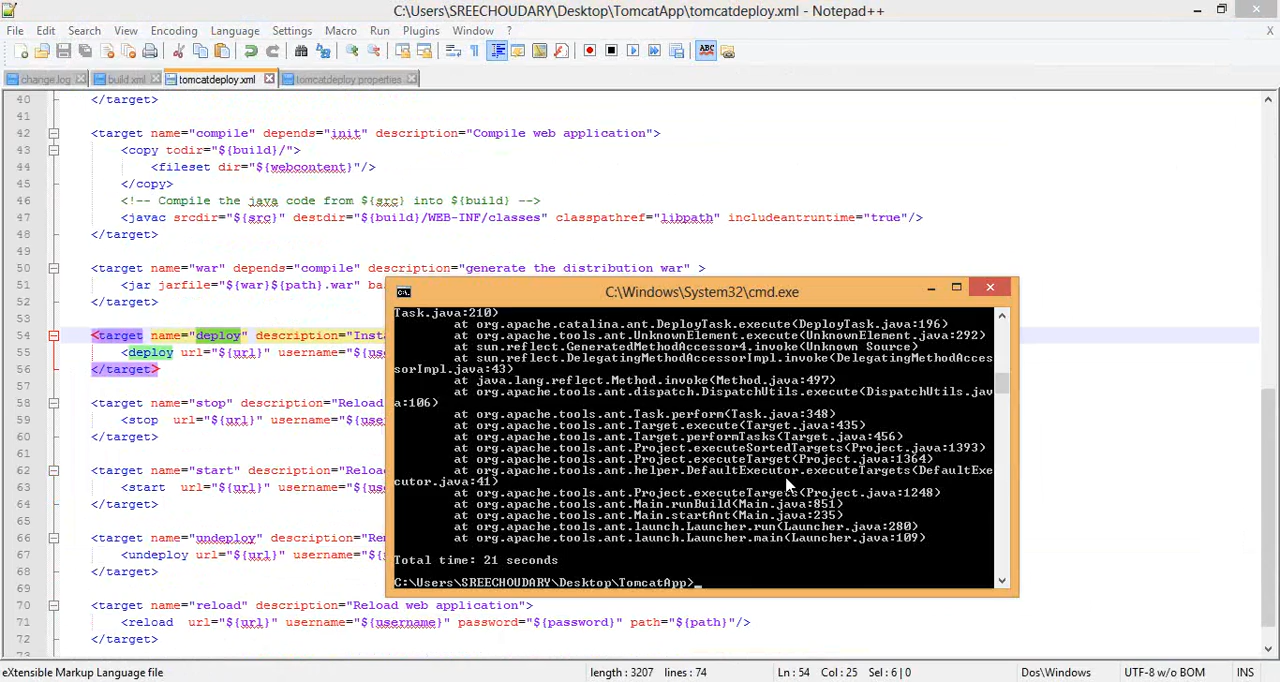 C:\Users\SREECHOUDARY\Desktop\TomcatApp\tomcatdeploy.xml - Notepad++
File Edit Search View Encoding Language Settings Macro Run Plugins Window ? X
change.log build.xml tomcatdeploy.xml tomcatdeploy.properties
40 </target>
41
42 <target name="compile" depends="init" description="Compile web application">
43 <copy todir="${build}/">
44 <fileset dir="${webcontent}"/>
45 </copy>
46 <!-- Compile the java code from ${src} into ${build} -->
47 <javac srcdir="${src}" destdir="${build}/WEB-INF/classes" classpathref="libpath" includeantruntime="true"/>
48 </target>
49
50 <target name="war" depends="compile" description="generate the distribution war" >
51 <jar jarfile="${war}${path}.war" ba
52 </target>
53
54 <target name="deploy" description="Insta
55 <deploy url="${url}" username="${use
56 </target>
57
58 <target name="stop" description="Reload
59 <stop url="${url}" username="${use
60 </target>
61
62 <target name="start" description="Reloa
63 <start url="${url}" username="${us
64 </target>
65
66 <target name="undeploy" description="Re
67 <undeploy url="${url}" username="${
68 </target>
69
70 <target name="reload" description="Reload web application">
71 <reload url="${url}" username="${username}" password="${password}" path="${path}"/>
72 </target>
73
C:\Windows\System32\cmd.exe
Task.java:210)
at org.apache.catalina.ant.DeployTask.execute(DeployTask.java:196)
at org.apache.tools.ant.UnknownElement.execute(UnknownElement.java:292)
at sun.reflect.GeneratedMethodAccessor4.invoke(Unknown Source)
at sun.reflect.DelegatingMethodAccessorImpl.invoke(DelegatingMethodAcces
sorImpl.java:43)
at java.lang.reflect.Method.invoke(Method.java:497)
at org.apache.tools.ant.dispatch.DispatchUtils.execute(DispatchUtils.jav
a:106)
at org.apache.tools.ant.Task.perform(Task.java:348)
at org.apache.tools.ant.Target.execute(Target.java:435)
at org.apache.tools.ant.Target.performTasks(Target.java:456)
at org.apache.tools.ant.Project.executeSortedTargets(Project.java:1393)
at org.apache.tools.ant.Project.executeTarget(Project.java:1364)
at org.apache.tools.ant.helper.DefaultExecutor.executeTargets(DefaultExe
cutor.java:41)
at org.apache.tools.ant.Project.executeTargets(Project.java:1248)
at org.apache.tools.ant.Main.runBuild(Main.java:851)
at org.apache.tools.ant.Main.startAnt(Main.java:235)
at org.apache.tools.ant.launch.Launcher.run(Launcher.java:280)
at org.apache.tools.ant.launch.Launcher.main(Launcher.java:109)
Total time: 21 seconds
C:\Users\SREECHOUDARY\Desktop\TomcatApp>_
eXtensible Markup Language file length : 3207 lines : 74 Ln : 54 Col : 25 Sel : 6 | 0 Dos\Windows UTF-8 w/o BOM INS